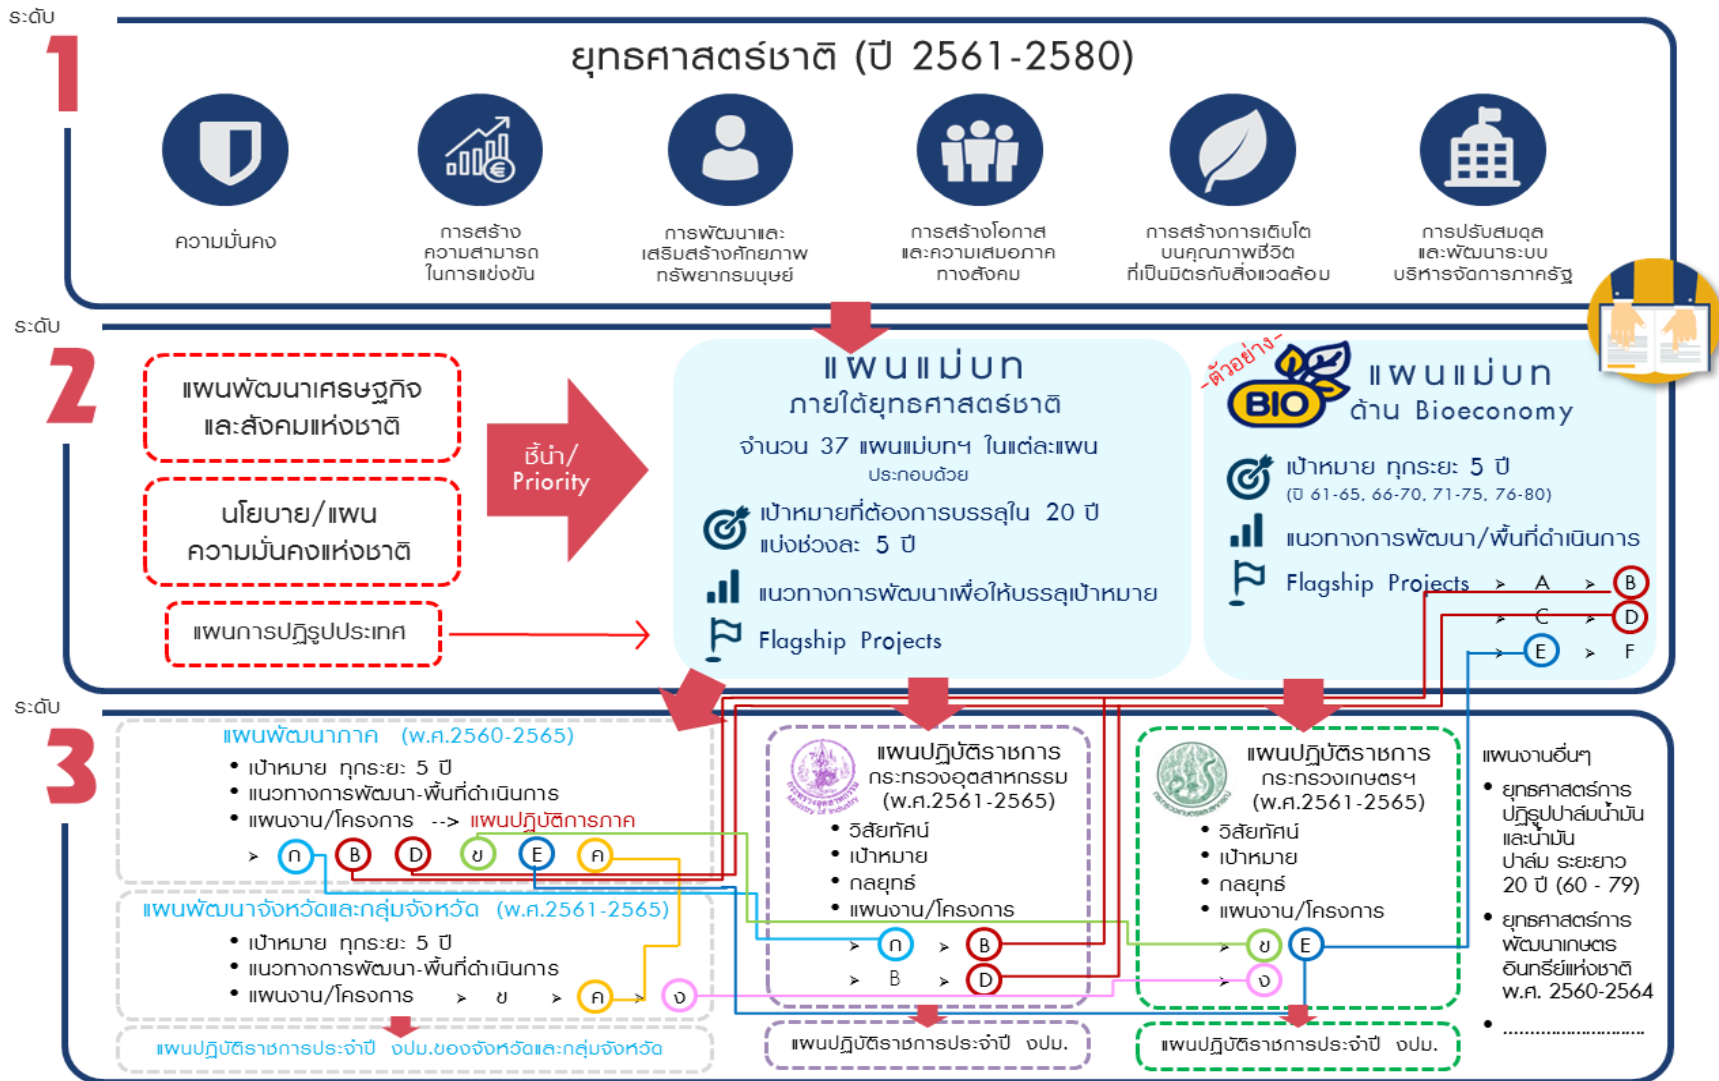 ระดับ
1
ยุทธศาสตร์ชาติ (ปี 2561-2580)
ความมั่นคง
การสร้าง
ความสามารถ
ในการแข่งขัน
การพัฒนาและ
เสริมสร้างศักยภาพ
ทรัพยากรมนุษย์
การสร้างโอกาส
และความเสมอภาค
ทางสังคม
การสร้างการเติบโต
บนคุณภาพชีวิต
ที่เป็นมิตรกับสิ่งแวดล้อม
การปรับสมดุล
และพัฒนาระบบ
บริหารจัดการภาครัฐ
ระดับ
2
แผนพัฒนาเศรษฐกิจ
และสังคมแห่งชาติ
นโยบาย/แผน
ความมั่นคงแห่งชาติ
แผนการปฏิรูปประเทศ
ชี้นำ/
Priority
แผนแม่บท
ภายใต้ยุทธศาสตร์ชาติ
จำนวน 37 แผนแม่บทฯ ในแต่ละแผน
ประกอบด้วย
เป้าหมายที่ต้องการบรรลุใน 20 ปี
แบ่งช่วงละ 5 ปี
แนวทางการพัฒนาเพื่อให้บรรลุเป้าหมาย
Flagship Projects
-ตัวอย่าง-
BIO
แผนแม่บท
ด้าน Bioeconomy
เป้าหมาย ทุกระยะ 5 ปี
(ปี 61-65, 66-70, 71-75, 76-80)
แนวทางการพัฒนา/พื้นที่ดำเนินการ
Flagship Projects ➢ A ➢ B
➢ C ➢ D
➢ E ➢ F
ระดับ
3
แผนพัฒนาภาค (พ.ศ.2560-2565)
• เป้าหมาย ทุกระยะ 5 ปี
• แนวทางการพัฒนา-พื้นที่ดำเนินการ
• แผนงาน/โครงการ --> แผนปฏิบัติการภาค
➢ ก B D ข E ค
แผนพัฒนาจังหวัดและกลุ่มจังหวัด (พ.ศ.2561-2565)
• เป้าหมาย ทุกระยะ 5 ปี
• แนวทางการพัฒนา-พื้นที่ดำเนินการ
• แผนงาน/โครงการ ➢ ข ➢ ค ➢ ง
แผนปฏิบัติราชการประจำปี งปม.ของจังหวัดและกลุ่มจังหวัด
กระทรวงอุตสาหกรรม
Ministry of Industry
แผนปฏิบัติราชการ
กระทรวงอุตสาหกรรม
(พ.ศ.2561-2565)
• วิสัยทัศน์
• เป้าหมาย
• กลยุทธ์
• แผนงาน/โครงการ
➢ ก ➢ B
➢ B ➢ D
แผนปฏิบัติราชการประจำปี งปม.
กระทรวงเกษตรและสหกรณ์
แผนปฏิบัติราชการ
กระทรวงเกษตรฯ
(พ.ศ.2561-2565)
• วิสัยทัศน์
• เป้าหมาย
• กลยุทธ์
• แผนงาน/โครงการ
➢ ข E
➢ ง
แผนปฏิบัติราชการประจำปี งปม.
แผนงานอื่นๆ
• ยุทธศาสตร์การ
ปฏิรูปปาล์มน้ำมัน
และน้ำมัน
ปาล์ม ระยะยาว
20 ปี (60 - 79)
• ยุทธศาสตร์การ
พัฒนาเกษตร
อินทรีย์แห่งชาติ
พ.ศ. 2560-2564
• ..........................